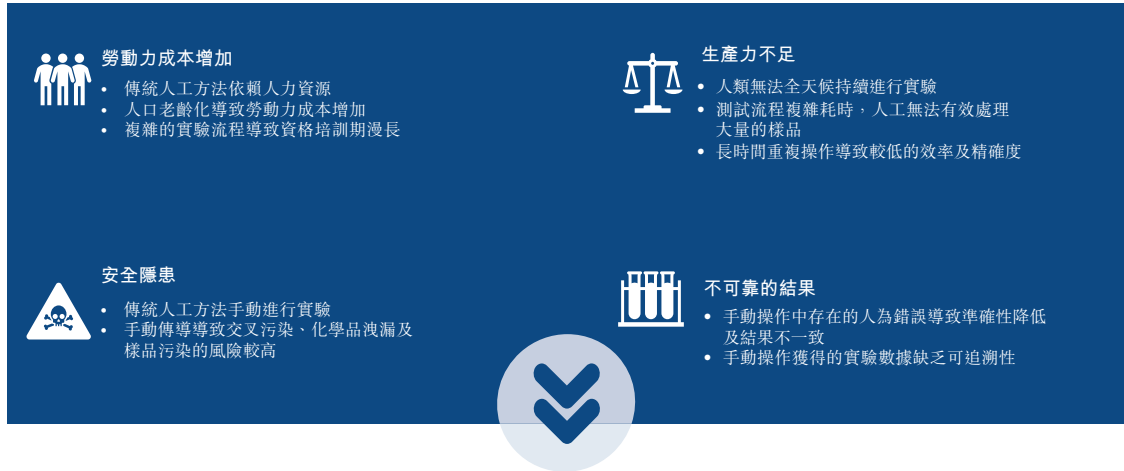 勞動力成本增加
• 傳統人工方法依賴人力資源
• 人口老齡化導致勞動力成本增加
• 複雜的實驗流程導致資格培訓期漫長
生產力不足
• 人類無法全天候持續進行實驗
• 測試流程複雜耗時，人工無法有效處理
大量的樣品
• 長時間重複操作導致較低的效率及精確度
安全隱患
• 傳統人工方法手動進行實驗
• 手動傳導導致交叉污染、化學品洩漏及
樣品污染的風險較高
不可靠的結果
• 手動操作中存在的人為錯誤導致準確性降低
及結果不一致
• 手動操作獲得的實驗數據缺乏可追溯性